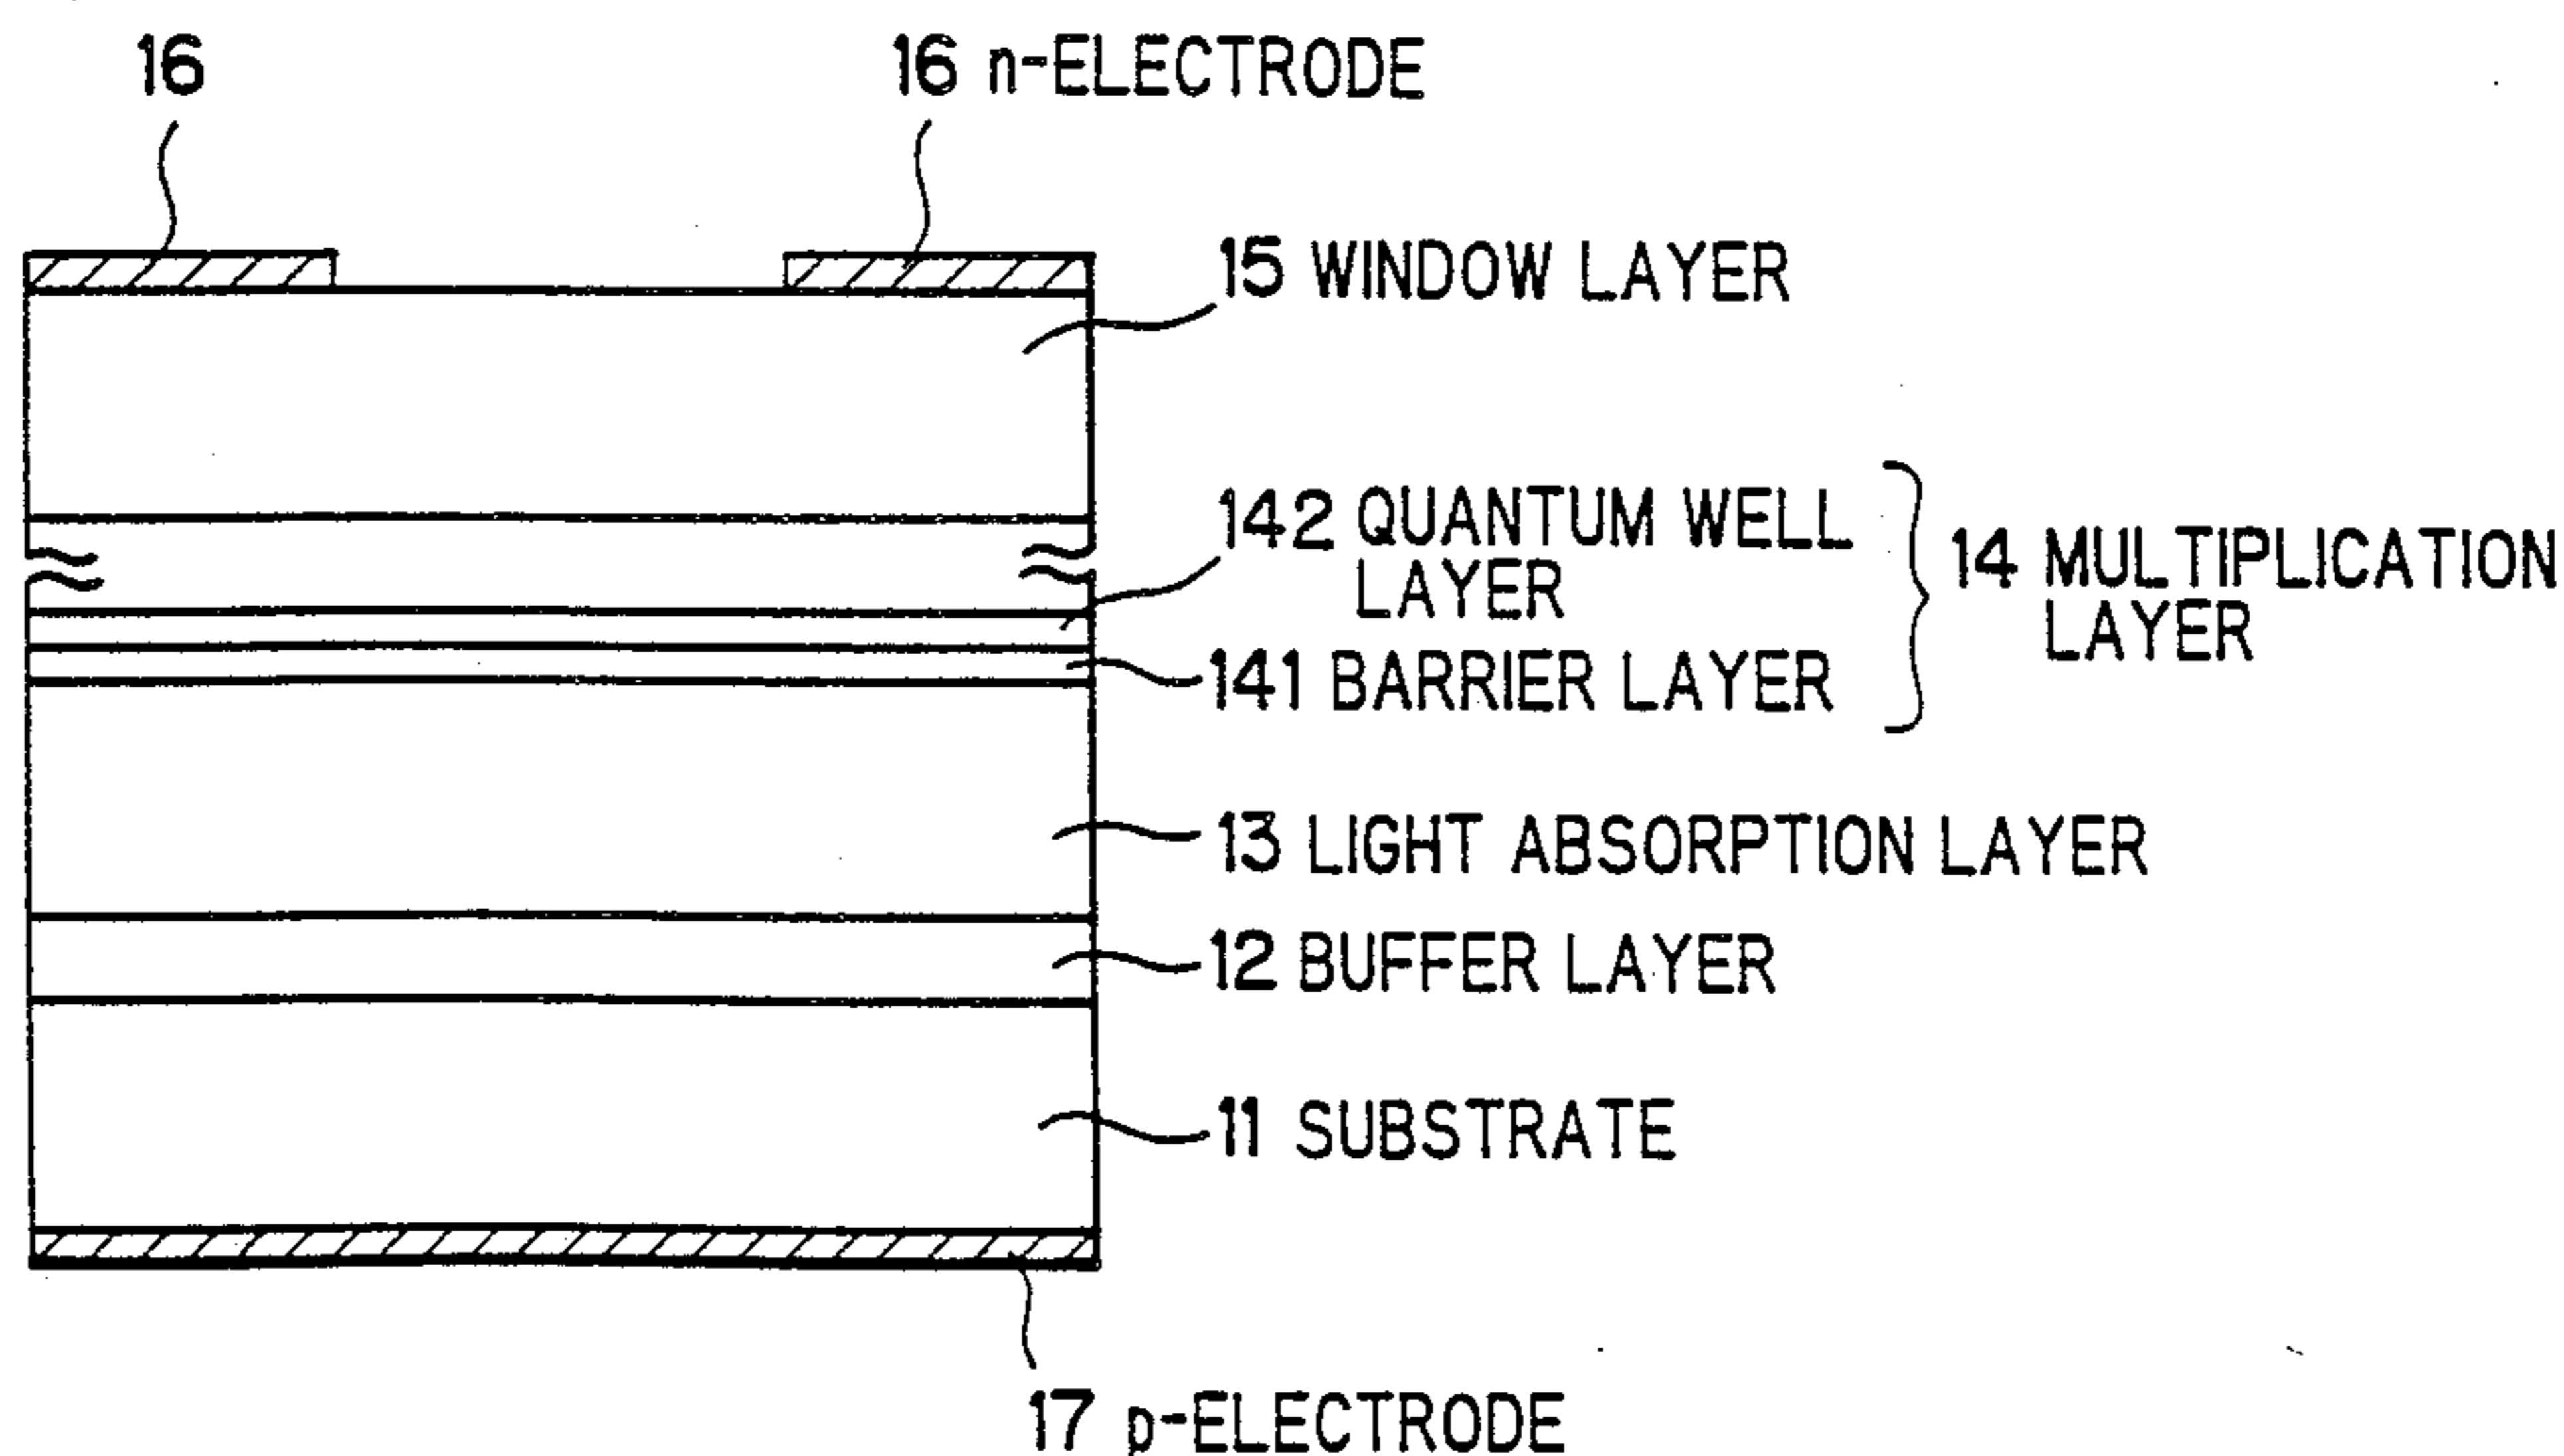 16
16 n-ELECTRODE
15 WINDOW LAYER
142 QUANTUM WELL
LAYER
14 MULTIPLICATION
LAYER
141 BARRIER LAYER
13 LIGHT ABSORPTION LAYER
12 BUFFER LAYER
11 SUBSTRATE
17 p-ELECTRODE